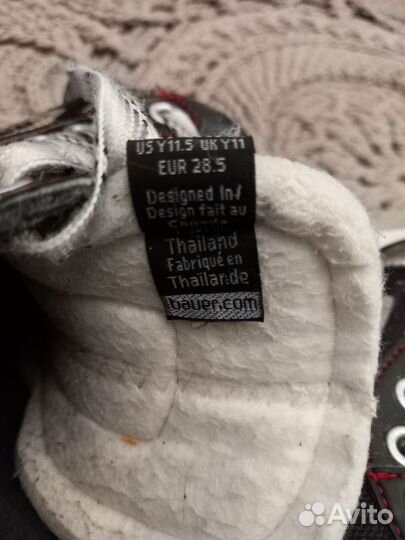 US Y11.5 UK Y11
EUR 28.5
Designed In/
Design fait au
Canada
Thailand
Fabriqué en
Thaïlande
bauer.com
Avito